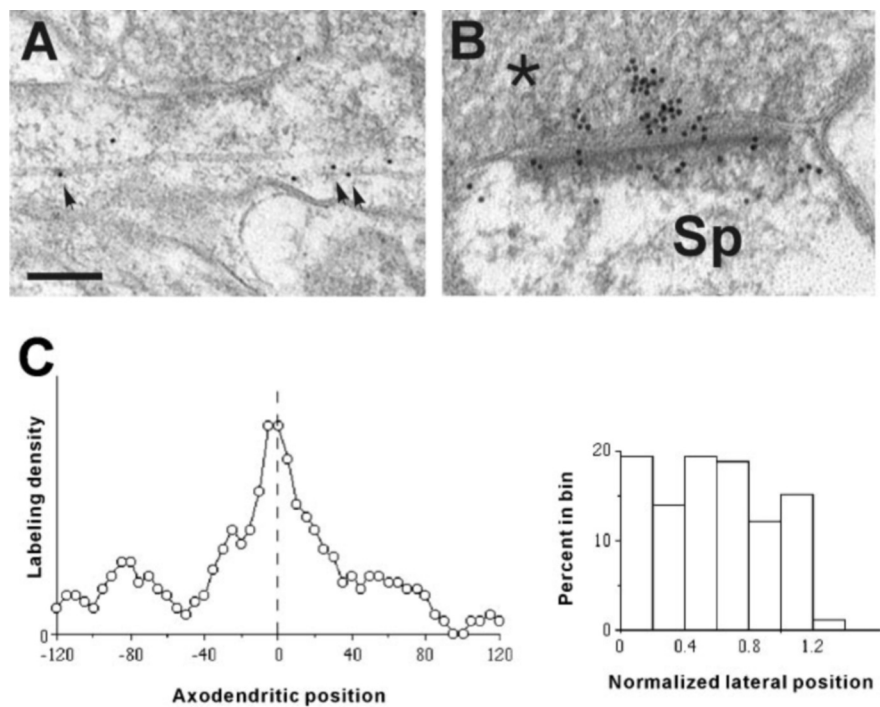 A
B
*
Sp
C
Labeling density
0
-120
-80
-40
0
40
80
120
Axodendritic position
Percent in bin
20
10
0
0
0.4
0.8
1.2
Normalized lateral position